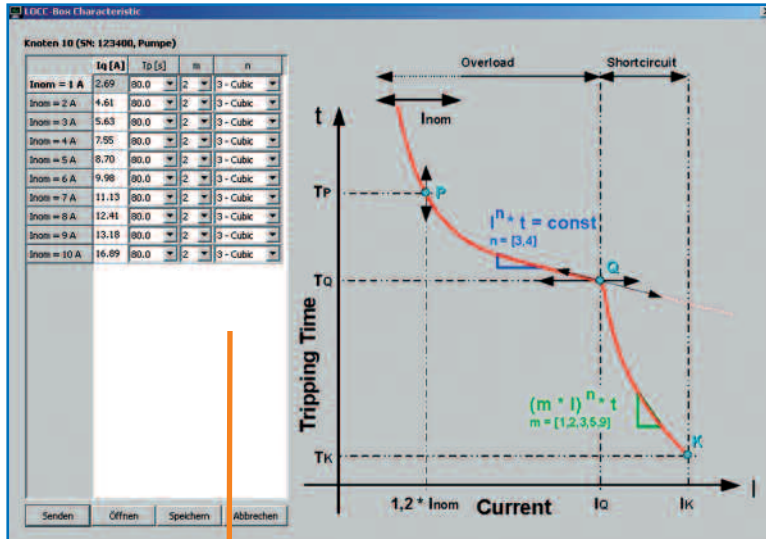 LOCC-Box Characteristic
Knoten 10 (SN: 123400, Pumpe)
Iq [A] Tp [s] m n
Inom = 1 A 2.69 80.0 2 3 - Cubic
Inom = 2 A 4.61 80.0 2 3 - Cubic
Inom = 3 A 5.63 80.0 2 3 - Cubic
Inom = 4 A 7.55 80.0 2 3 - Cubic
Inom = 5 A 8.70 80.0 2 3 - Cubic
Inom = 6 A 9.98 80.0 2 3 - Cubic
Inom = 7 A 11.13 80.0 2 3 - Cubic
Inom = 8 A 12.41 80.0 2 3 - Cubic
Inom = 9 A 13.18 80.0 2 3 - Cubic
Inom = 10 A 16.89 80.0 2 3 - Cubic
Senden Öffnen Speichern Abbrechen
Overload Shortcircuit
Inom
t
TP
P
I^n * t = const
n = [3,4]
TQ
Q
Tripping Time
(m * I)^n * t
m = [1,2,3,5,9]
K
TK
I
1,2 * Inom Current IQ IK